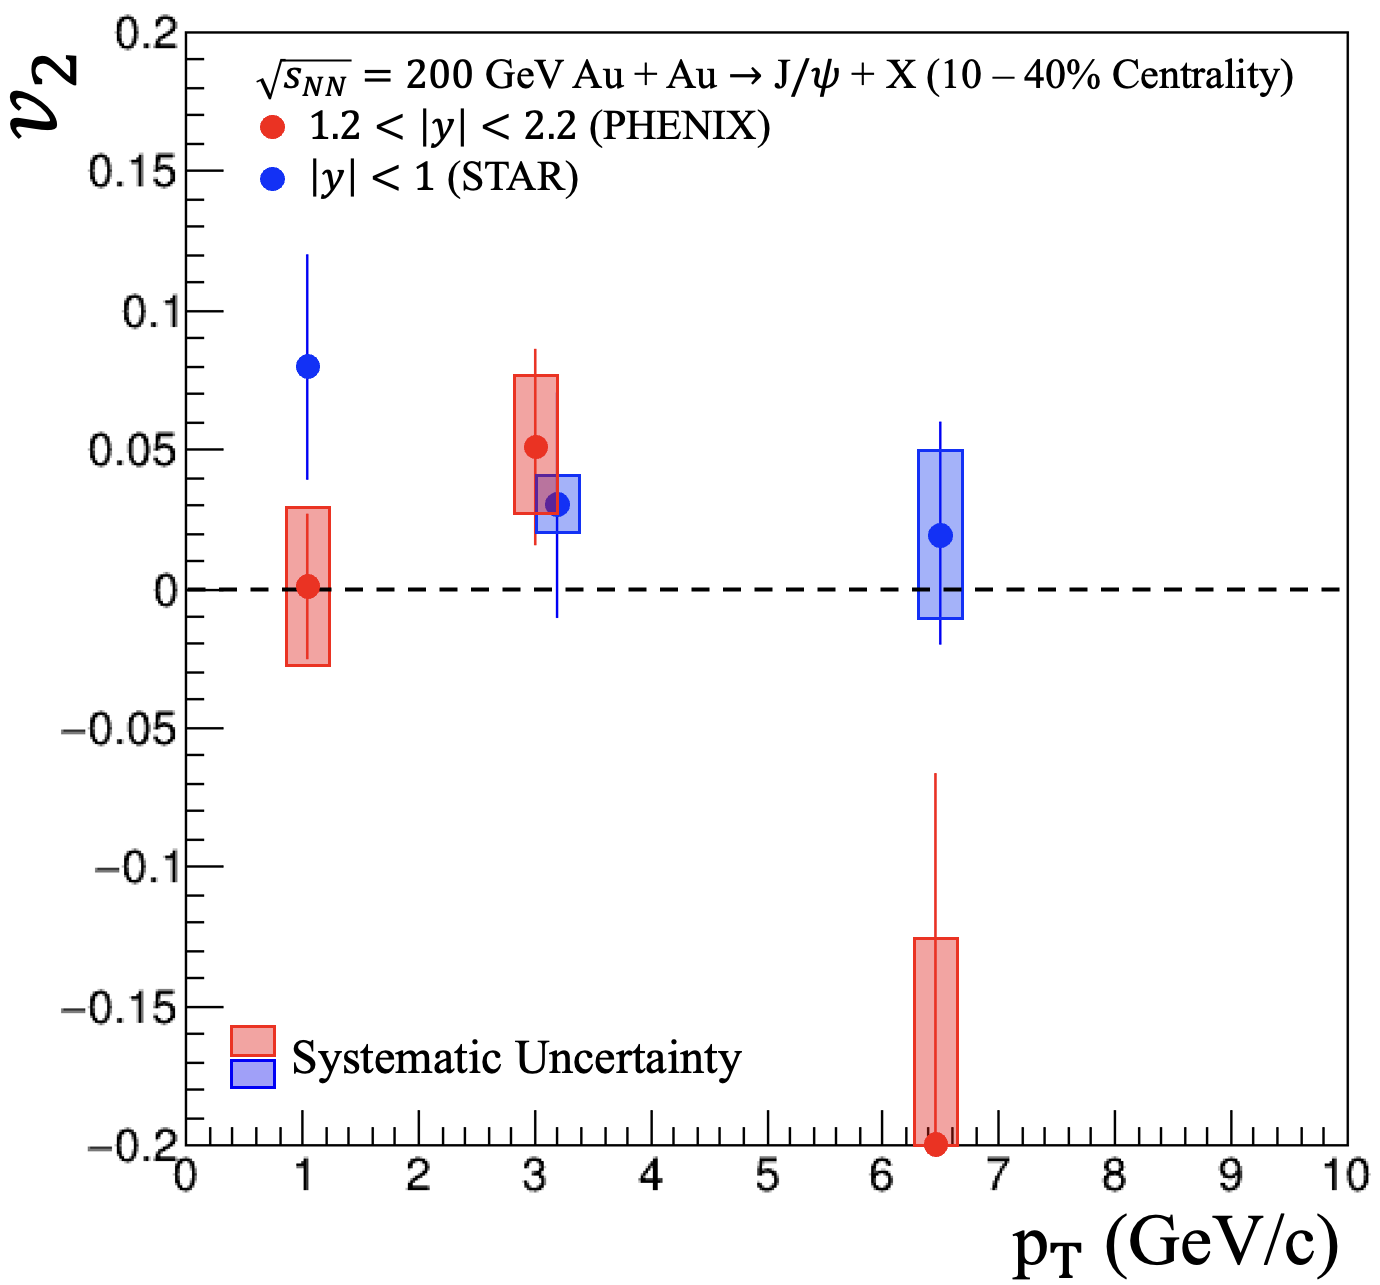 v₂
0.2
√sNN = 200 GeV Au + Au → J/ψ + X (10 – 40% Centrality)
1.2 < |y| < 2.2 (PHENIX)
|y| < 1 (STAR)
0.15
0.1
0.05
0
−0.05
−0.1
−0.15
Systematic Uncertainty
−0.2
0 1 2 3 4 5 6 7 8 9 10
pT (GeV/c)